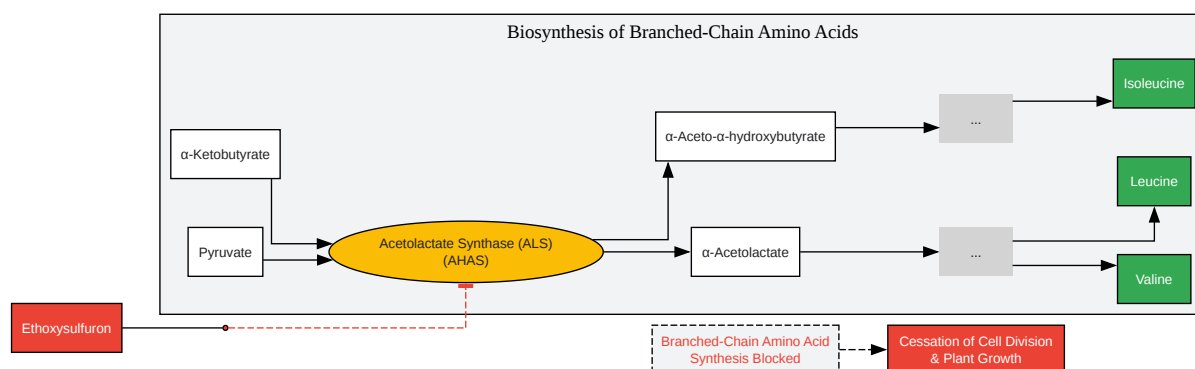 Biosynthesis of Branched-Chain Amino Acids
Isoleucine
...
α-Aceto-α-hydroxybutyrate
α-Ketobutyrate
Leucine
Acetolactate Synthase (ALS)
(AHAS)
Pyruvate
α-Acetolactate
...
Valine
Ethoxysulfuron
Branched-Chain Amino Acid
Synthesis Blocked
Cessation of Cell Division
& Plant Growth